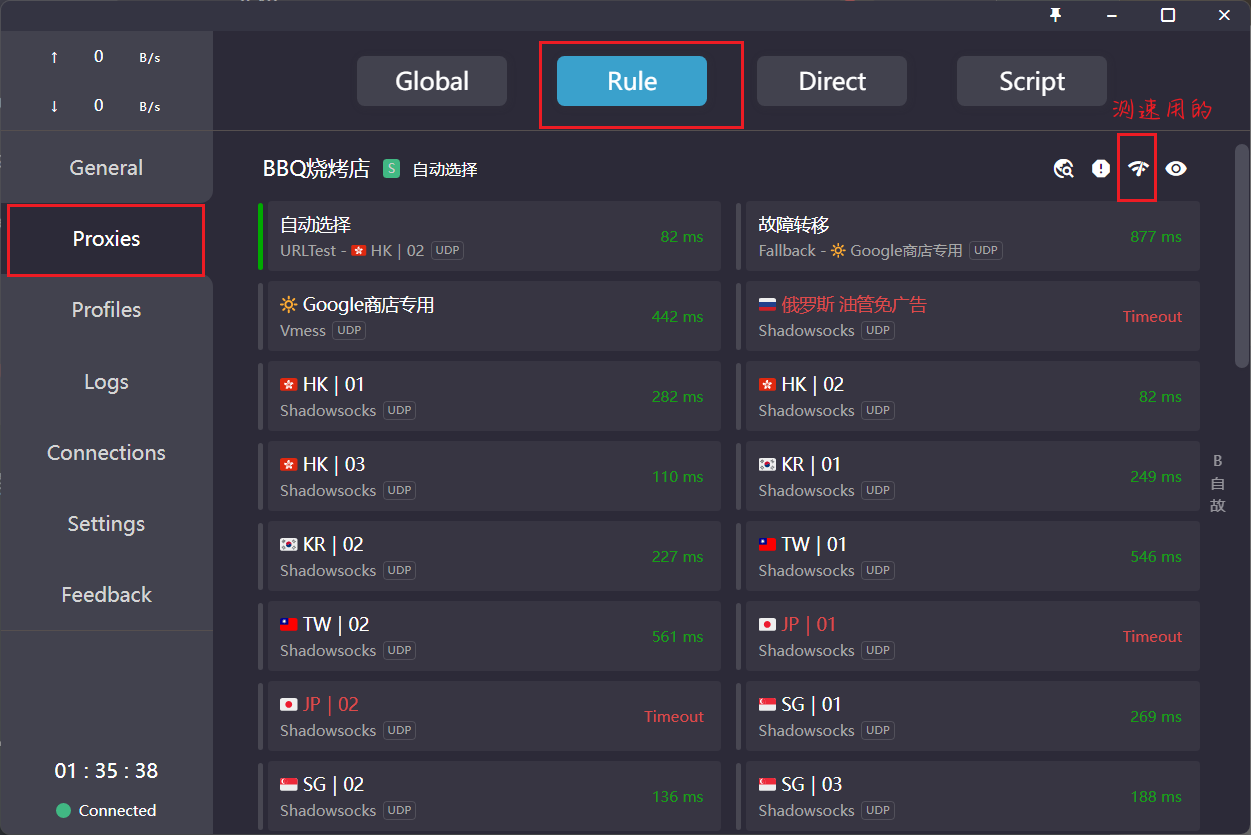 ↑ 0 B/s
↓ 0 B/s
Global Rule Direct Script
测速用的
General
Proxies
Profiles
Logs
Connections
Settings
Feedback
01 : 35 : 38
Connected
BBQ烧烤店 S 自动选择
自动选择
URLTest - HK | 02 UDP
82 ms
故障转移
Fallback - Google商店专用 UDP
877 ms
Google商店专用
Vmess UDP
442 ms
俄罗斯 油管免广告
Shadowsocks UDP
Timeout
HK | 01
Shadowsocks UDP
282 ms
HK | 02
Shadowsocks UDP
82 ms
HK | 03
Shadowsocks UDP
110 ms
KR | 01
Shadowsocks UDP
249 ms
KR | 02
Shadowsocks UDP
227 ms
TW | 01
Shadowsocks UDP
546 ms
TW | 02
Shadowsocks UDP
561 ms
JP | 01
Shadowsocks UDP
Timeout
JP | 02
Shadowsocks UDP
Timeout
SG | 01
Shadowsocks UDP
269 ms
SG | 02
Shadowsocks UDP
136 ms
SG | 03
Shadowsocks UDP
188 ms
B
自
故